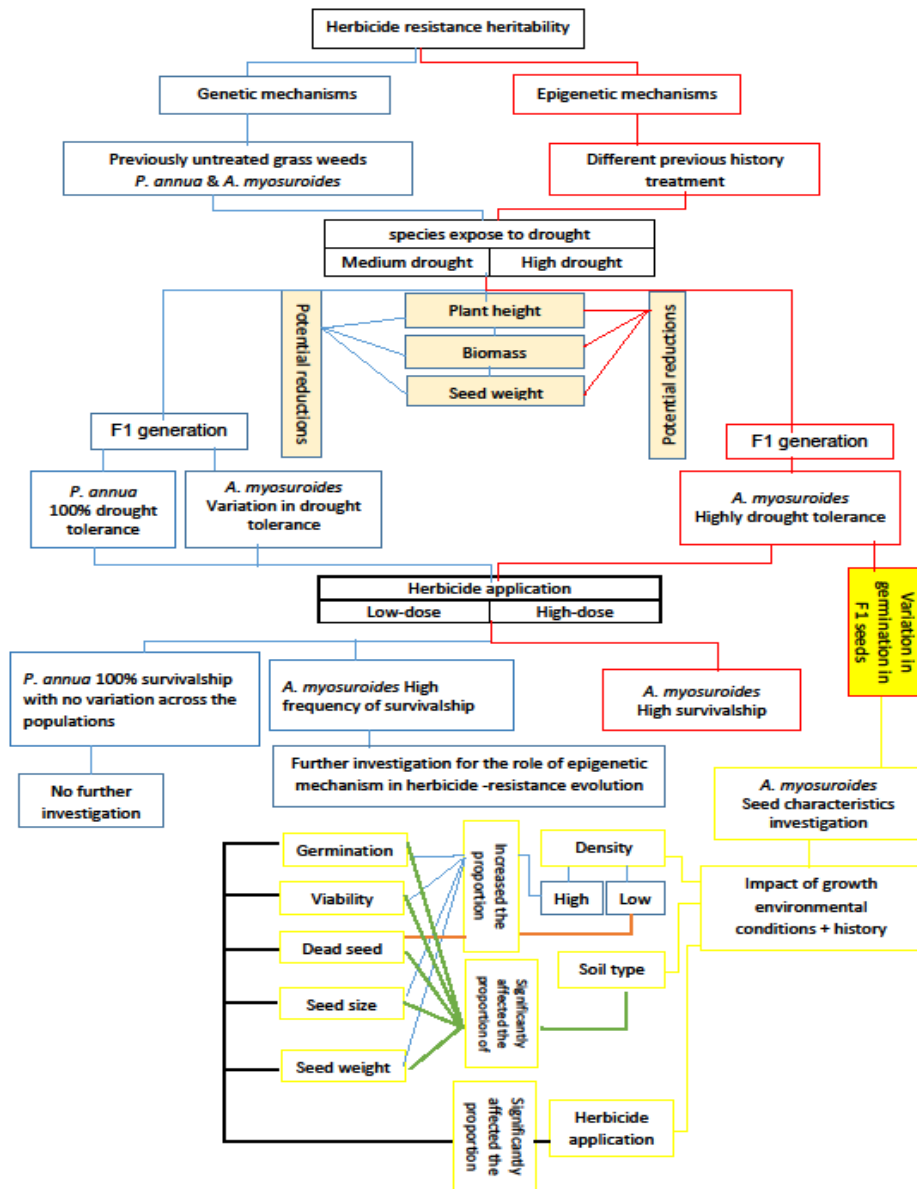 Herbicide resistance heritability
Genetic mechanisms
Epigenetic mechanisms
Previously untreated grass weeds
P. annua & A. myosuroides
Different previous history
treatment
species expose to drought
Medium drought
High drought
Potential reductions
Plant height
Biomass
Seed weight
Potential reductions
F1 generation
F1 generation
P. annua
100% drought
tolerance
A. myosuroides
Variation in drought
tolerance
A. myosuroides
Highly drought tolerance
Herbicide application
Low-dose
High-dose
Variation in
germination in
F1 seeds
P. annua 100% survivalship
with no variation across the
populations
A. myosuroides High
frequency of survivalship
A. myosuroides
High survivalship
No further
investigation
Further investigation for the role of epigenetic
mechanism in herbicide -resistance evolution
A. myosuroides
Seed characteristics
investigation
Germination
Viability
Dead seed
Seed size
Seed weight
Increased the
proportion
Density
High
Low
Impact of growth
environmental
conditions + history
Soil type
Significantly
affected the
proportion of
Significantly
affected the
proportion
Herbicide
application